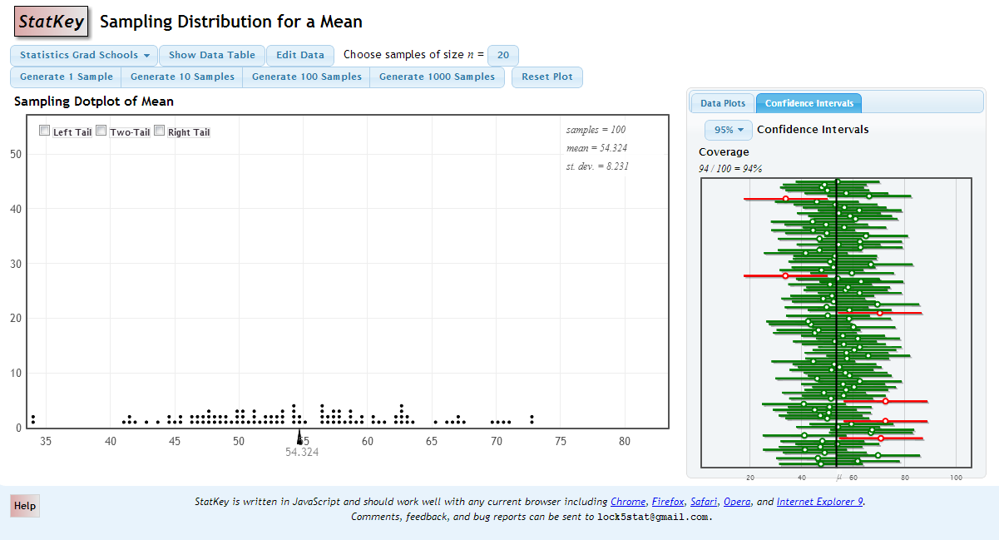 StatKey Sampling Distribution for a Mean
Statistics Grad Schools Show Data Table Edit Data Choose samples of size n = 20
Generate 1 Sample Generate 10 Samples Generate 100 Samples Generate 1000 Samples Reset Plot
Sampling Dotplot of Mean
Left Tail Two-Tail Right Tail
samples = 100
mean = 54.324
st. dev. = 8.231
50
40
30
20
10
0
35 40 45 50 55 60 65 70 75 80
54.324
Data Plots Confidence Intervals
95% Confidence Intervals
Coverage
94 / 100 = 94%
20 40 μ 60 80 100
Help
StatKey is written in JavaScript and should work well with any current browser including Chrome, Firefox, Safari, Opera, and Internet Explorer 9.
Comments, feedback, and bug reports can be sent to lock5stat@gmail.com.